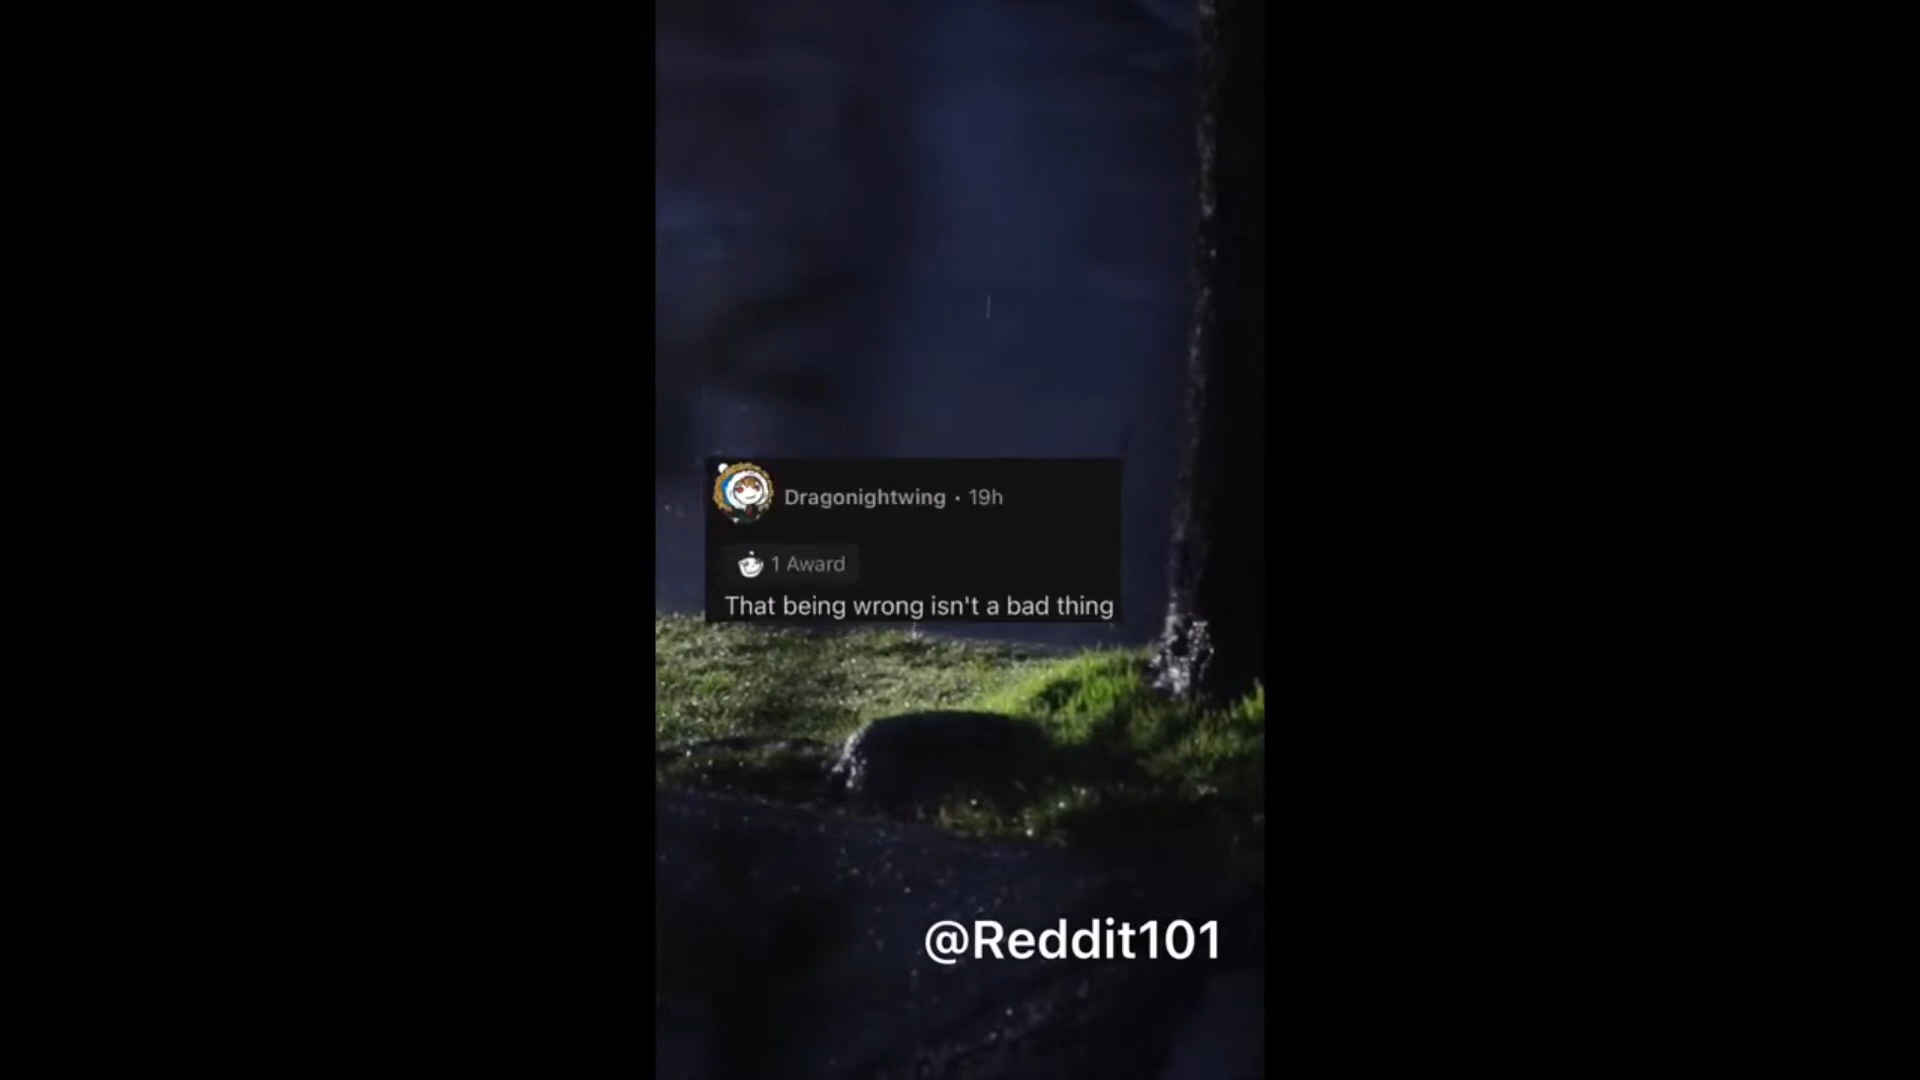 Dragonightwing · 19h
1 Award
That being wrong isn't a bad thing
@Reddit101